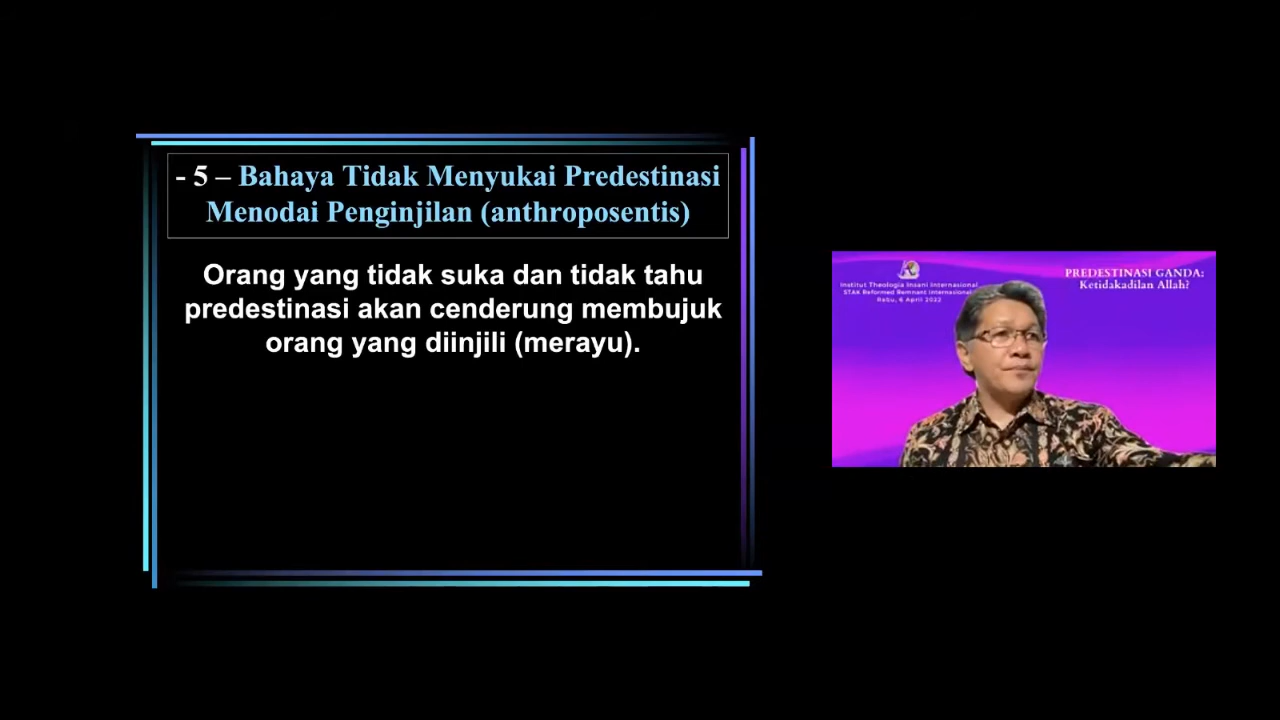 - 5 – Bahaya Tidak Menyukai Predestinasi
Menodai Penginjilan (anthroposentis)
Orang yang tidak suka dan tidak tahu
predestinasi akan cenderung membujuk
orang yang diinjili (merayu).
Institut Theologia Insani Internasional
STAK Reformed Remnant Internasional
Rabu, 6 April 2022
PREDESTINASI GANDA:
Ketidakadilan Allah?